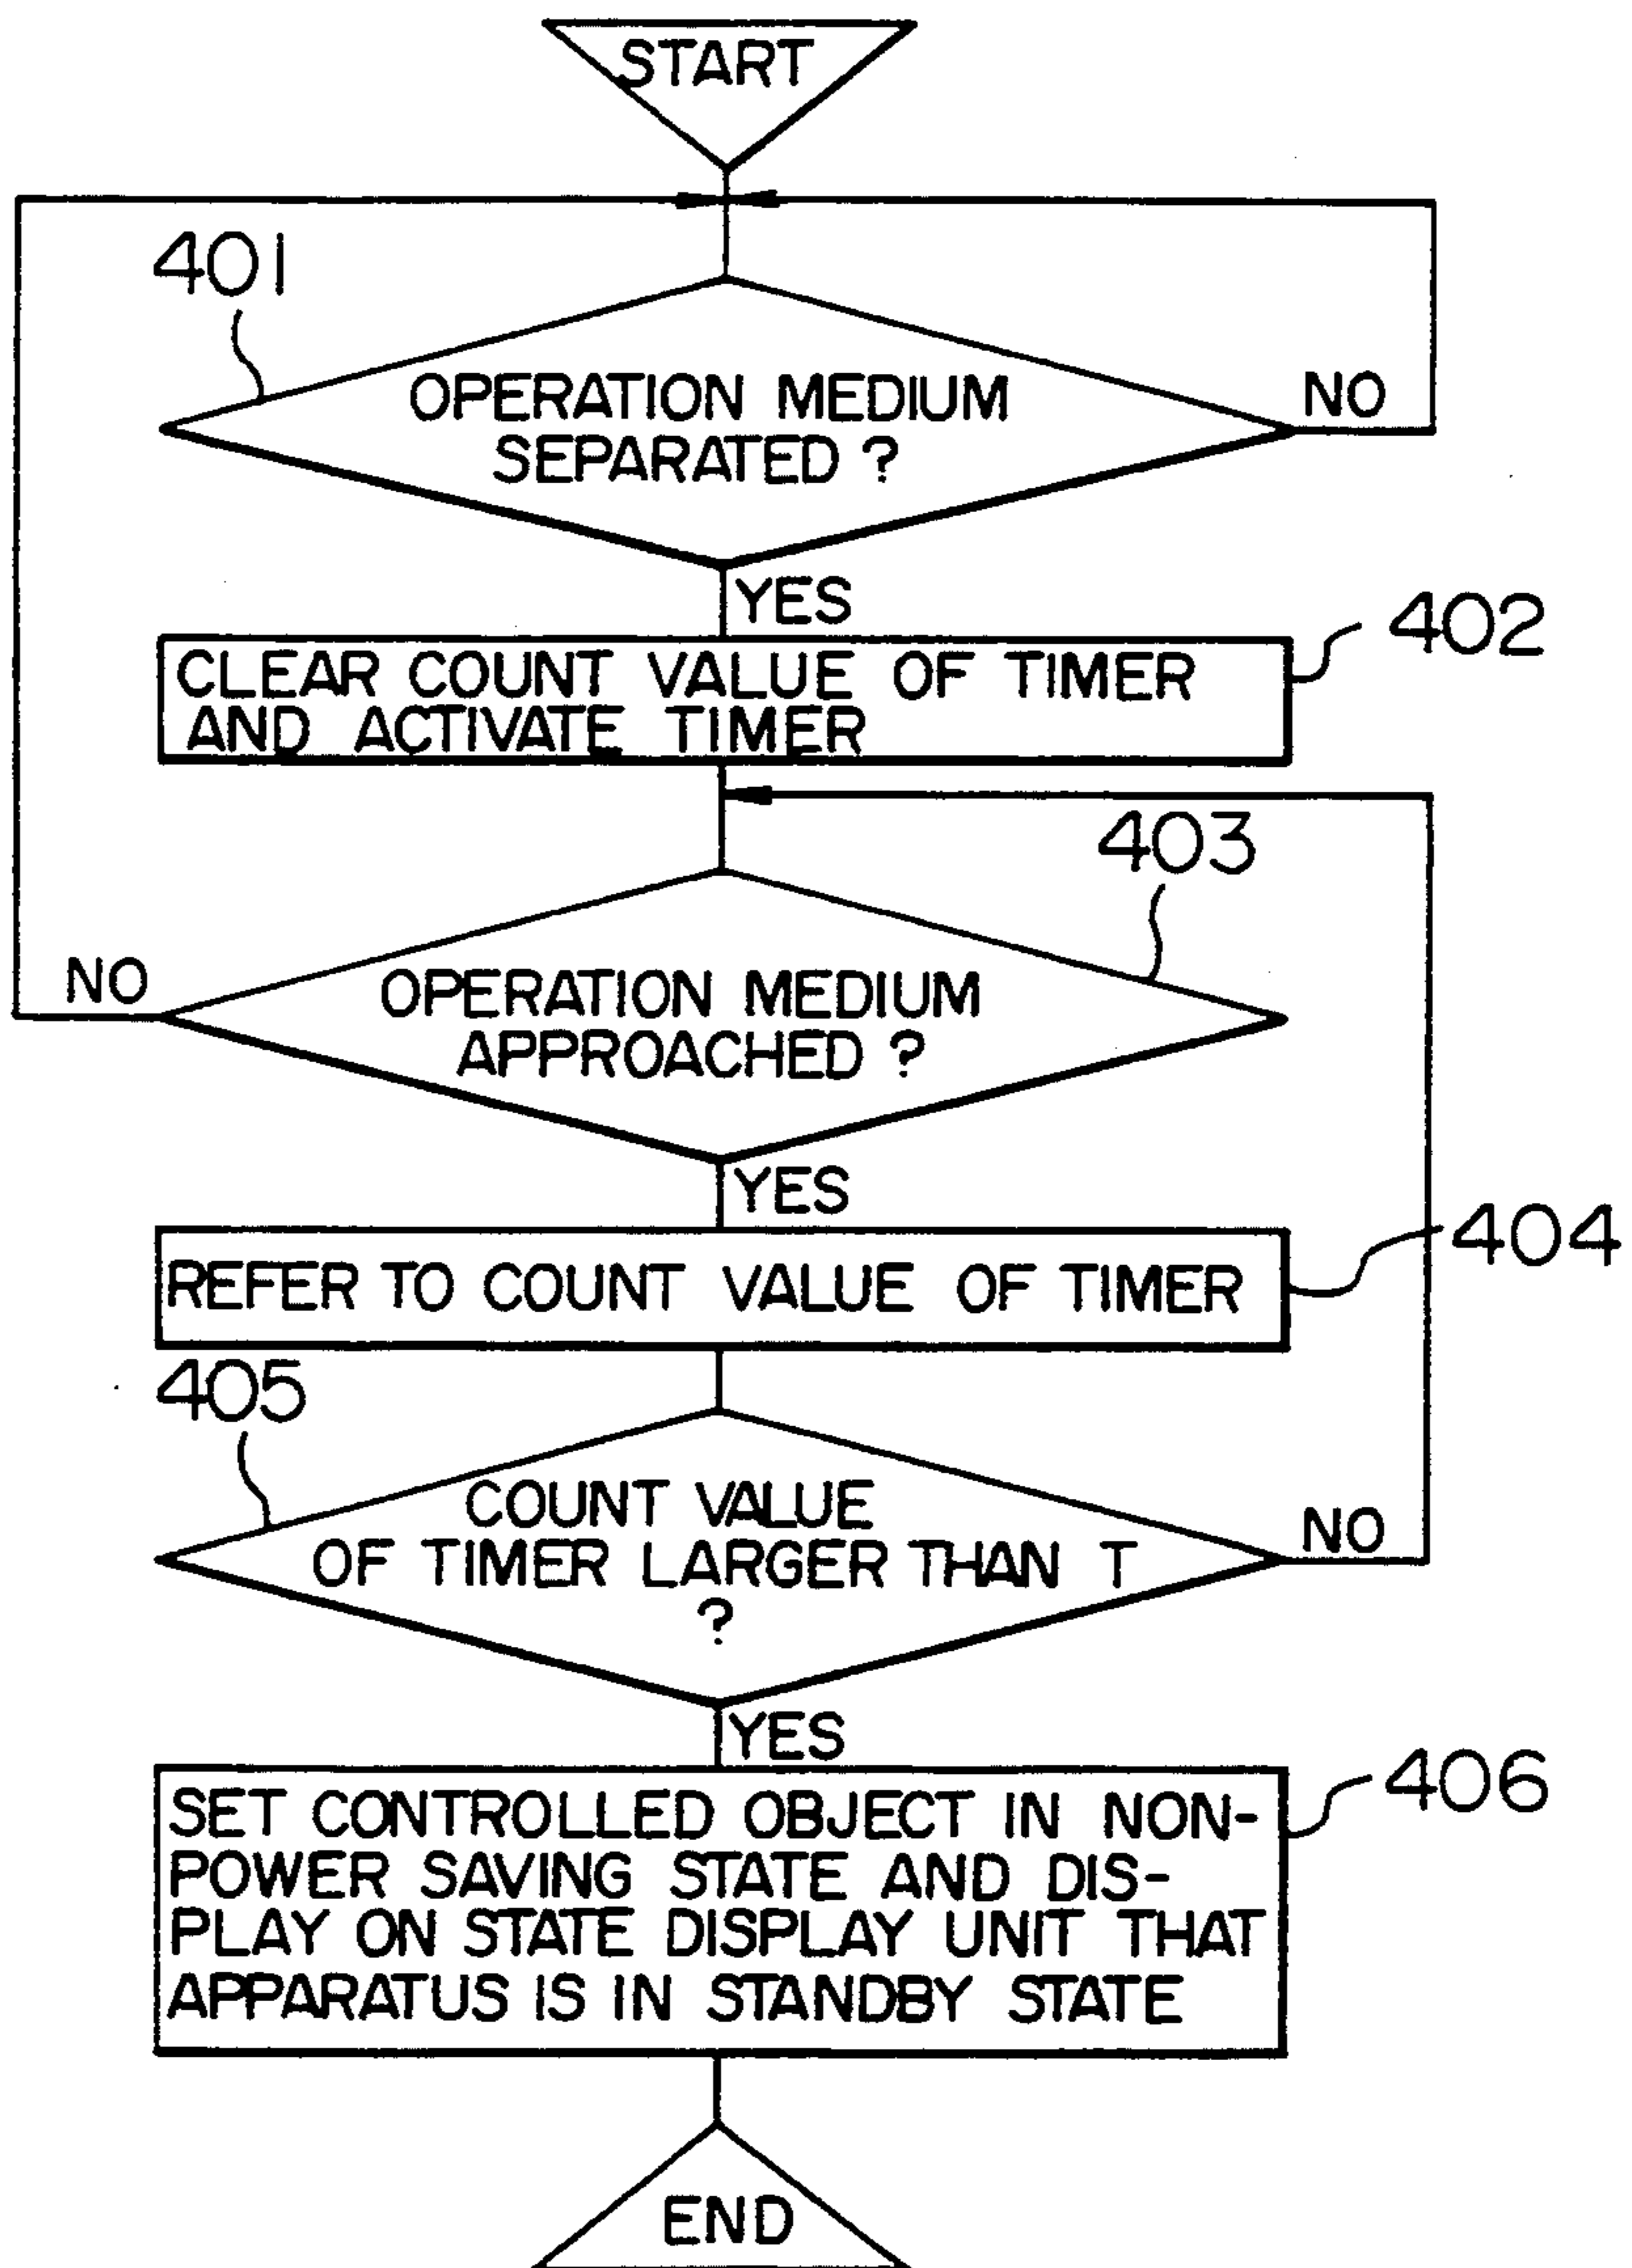 START
401
OPERATION MEDIUM
SEPARATED ?
NO
YES
402
CLEAR COUNT VALUE OF TIMER
AND ACTIVATE TIMER
403
NO
OPERATION MEDIUM
APPROACHED ?
YES
404
REFER TO COUNT VALUE OF TIMER
405
COUNT VALUE
OF TIMER LARGER THAN T
?
NO
YES
406
SET CONTROLLED OBJECT IN NON-
POWER SAVING STATE AND DIS-
PLAY ON STATE DISPLAY UNIT THAT
APPARATUS IS IN STANDBY STATE
END